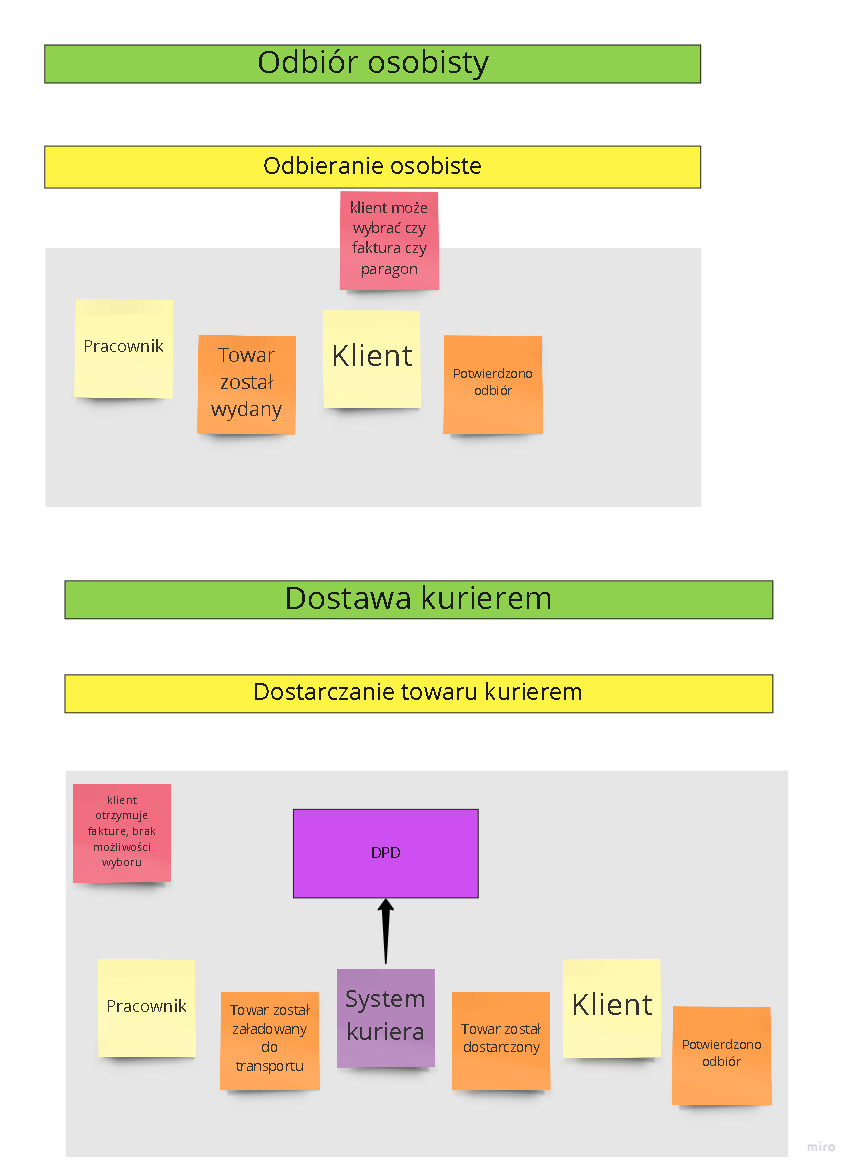 Odbiór osobisty
Odbieranie osobiste
klient może
wybrać czy
faktura czy
paragon
Pracownik
Towar
został
wydany
Klient
Potwierdzono
odbiór
Dostawa kurierem
Dostarczanie towaru kurierem
klient
otrzymuje
fakture, brak
możliwości
wyboru
DPD
Pracownik
Towar został
załadowany
do
transportu
System
kuriera
Towar został
dostarczony
Klient
Potwierdzono
odbiór
miro